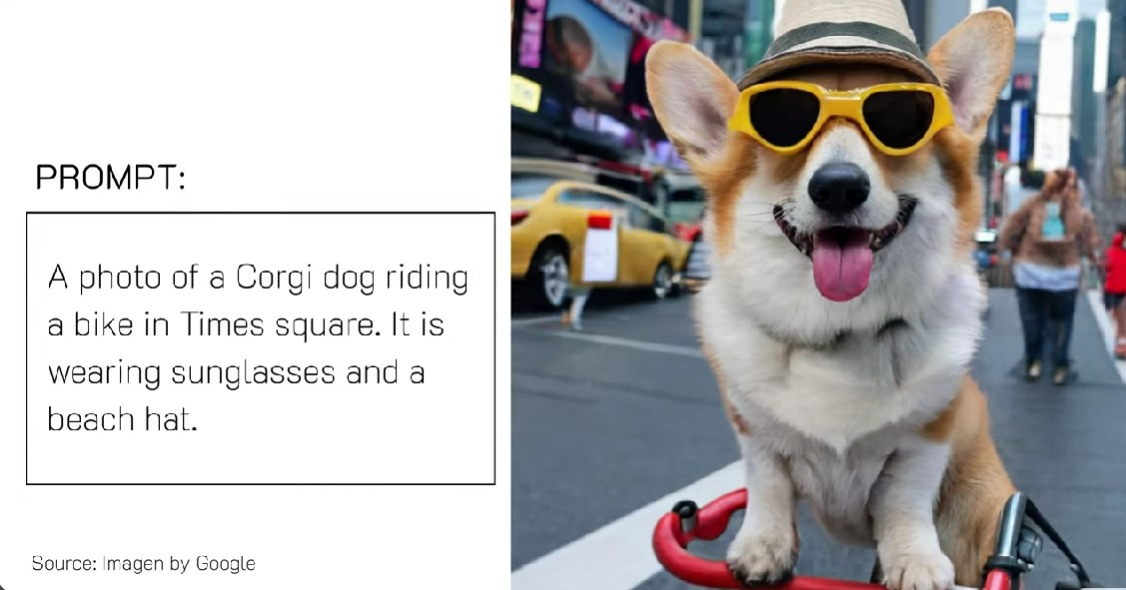 PROMPT:
A photo of a Corgi dog riding
a bike in Times square. It is
wearing sunglasses and a
beach hat.
Source: Imagen by Google